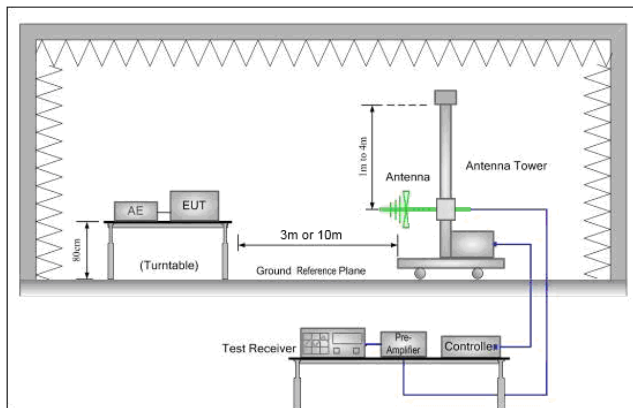 1m to 4m
Antenna
Antenna Tower
AE
EUT
80cm
(Turntable)
3m or 10m
Ground Reference Plane
Test Receiver
Pre-
Amplifier
Controlle